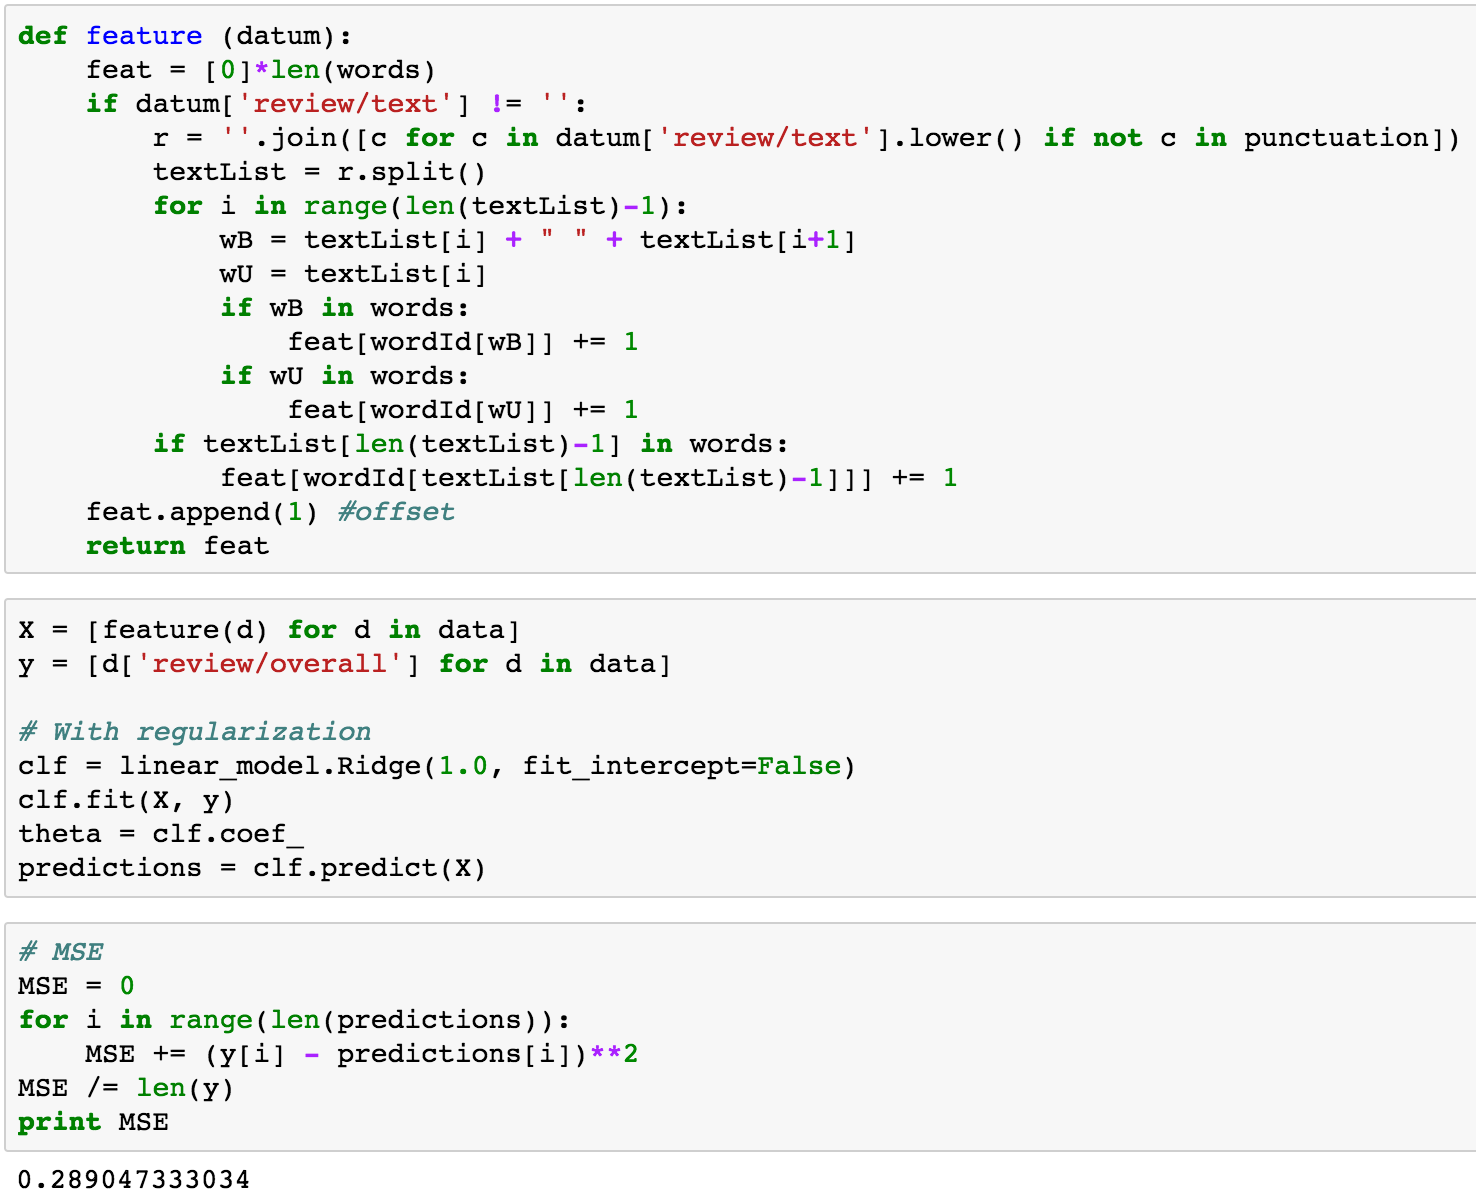 def feature (datum):
    feat = [0]*len(words)
    if datum['review/text'] != '':
        r = ''.join([c for c in datum['review/text'].lower() if not c in punctuation])
        textList = r.split()
        for i in range(len(textList)-1):
            wB = textList[i] + " " + textList[i+1]
            wU = textList[i]
            if wB in words:
                feat[wordId[wB]] += 1
            if wU in words:
                feat[wordId[wU]] += 1
        if textList[len(textList)-1] in words:
            feat[wordId[textList[len(textList)-1]]] += 1
    feat.append(1) #offset
    return feat
X = [feature(d) for d in data]
y = [d['review/overall'] for d in data]
# With regularization
clf = linear_model.Ridge(1.0, fit_intercept=False)
clf.fit(X, y)
theta = clf.coef_
predictions = clf.predict(X)
# MSE
MSE = 0
for i in range(len(predictions)):
    MSE += (y[i] - predictions[i])**2
MSE /= len(y)
print MSE
0.289047333034